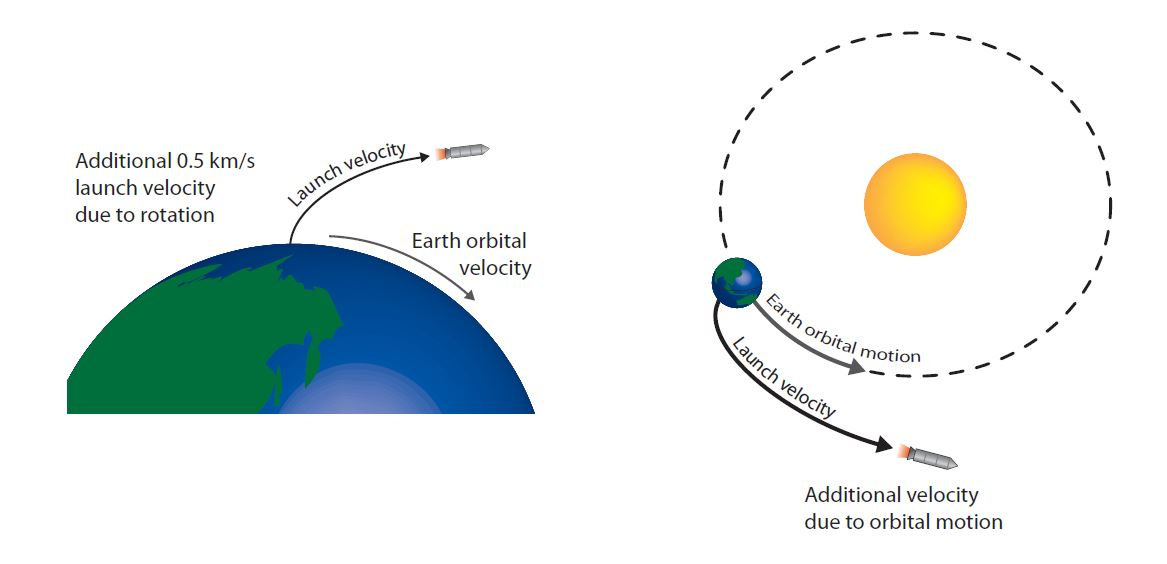 Additional 0.5 km/s
launch velocity
due to rotation
Launch velocity
Earth orbital
velocity
Earth orbital motion
Launch velocity
Additional velocity
due to orbital motion